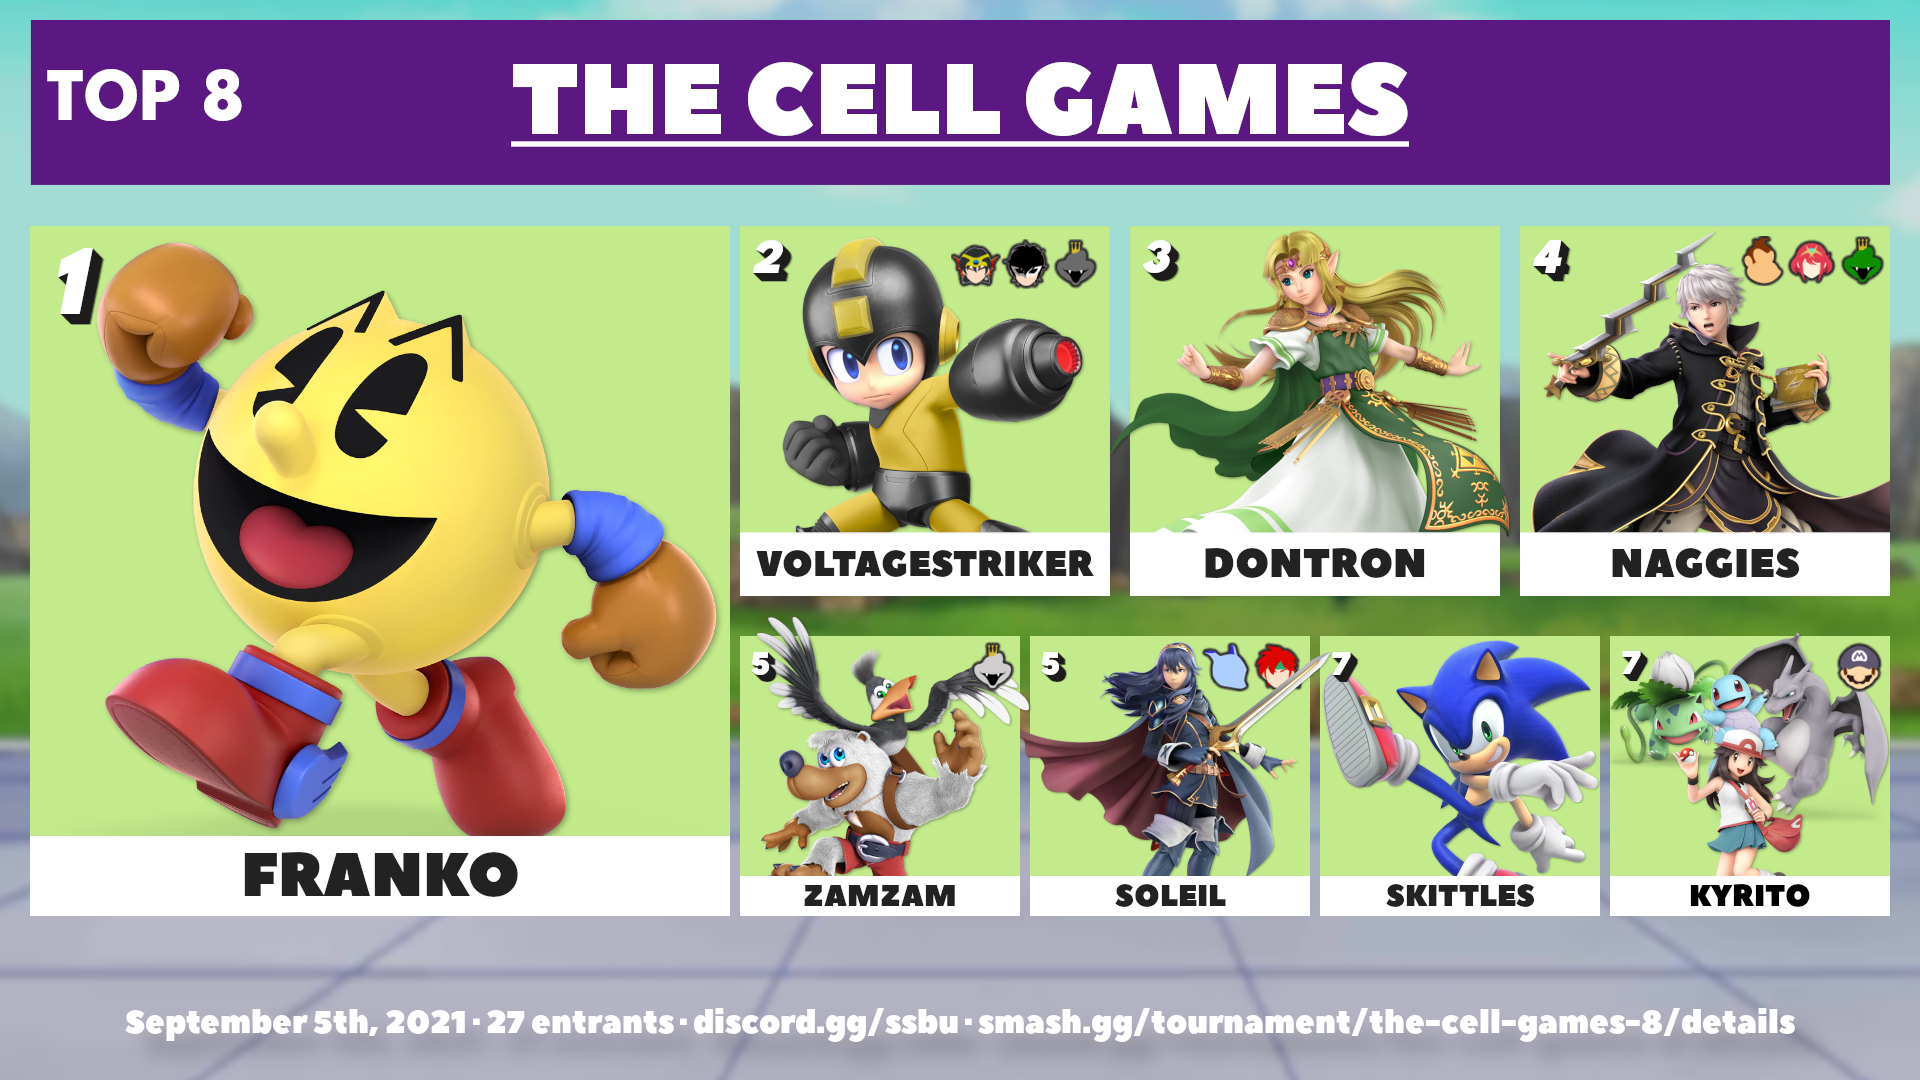 TOP 8
THE CELL GAMES
1
FRANKO
2
VOLTAGESTRIKER
3
DONTRON
4
NAGGIES
5
ZAMZAM
5
SOLEIL
7
SKITTLES
7
KYRITO
September 5th, 2021 · 27 entrants · discord.gg/ssbu · smash.gg/tournament/the-cell-games-8/details